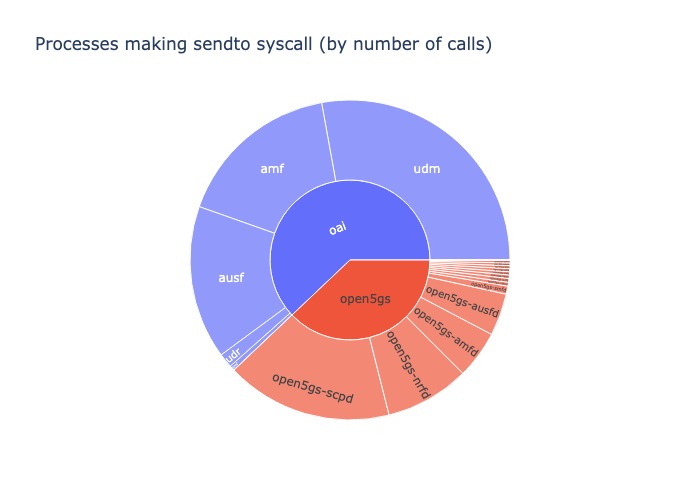 Processes making sendto syscall (by number of calls)
udm
amf
oai
ausf
udr
open5gs
open5gs-ausfd
open5gs-amfd
open5gs-nrfd
open5gs-scpd